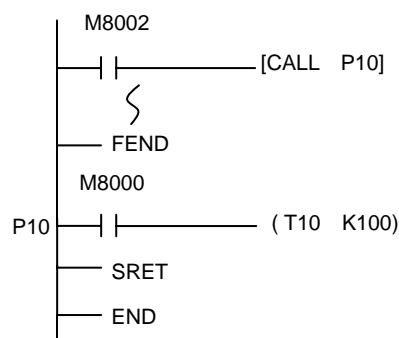 M8002
[CALL P10]
FEND
M8000
P10 ( T10 K100)
SRET
END